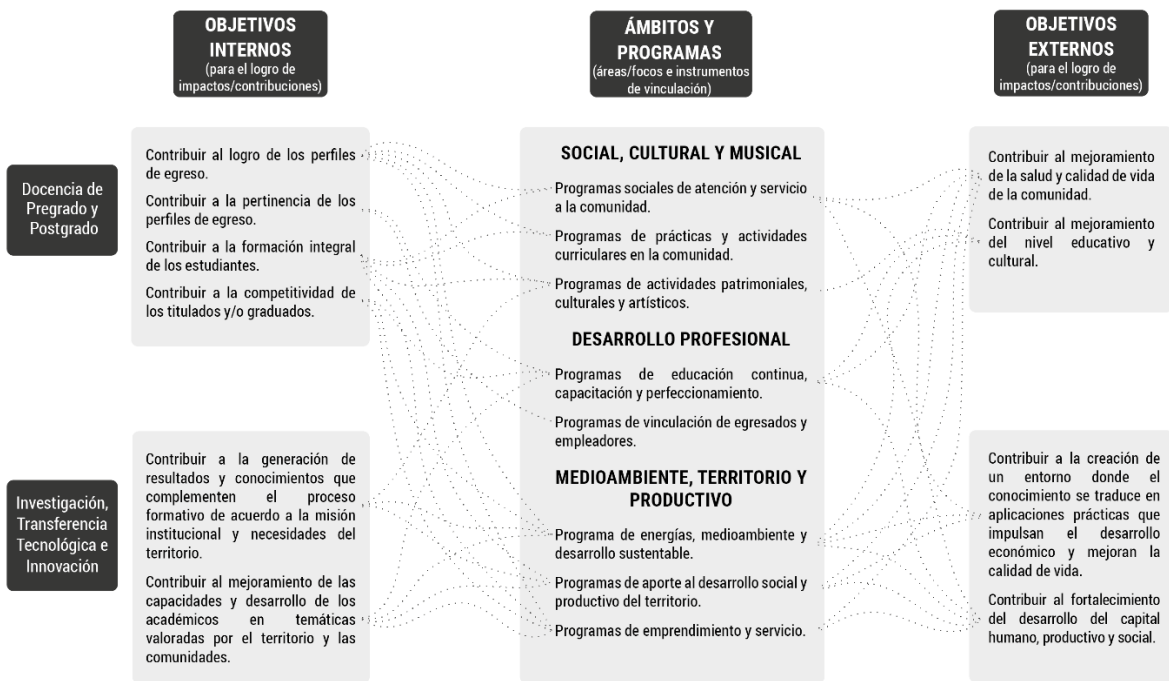 OBJETIVOS
INTERNOS
(para el logro de
impactos/contribuciones)
ÁMBITOS Y
PROGRAMAS
(áreas/focos e instrumentos
de vinculación)
OBJETIVOS
EXTERNOS
(para el logro de
impactos/contribuciones)
Docencia de
Pregrado y
Postgrado
Contribuir al logro de los perfiles
de egreso.
Contribuir a la pertinencia de los
perfiles de egreso.
Contribuir a la formación integral
de los estudiantes.
Contribuir a la competitividad de
los titulados y/o graduados.
Investigación,
Transferencia
Tecnológica e
Innovación
Contribuir a la generación de
resultados y conocimientos que
complementen el proceso
formativo de acuerdo a la misión
institucional y necesidades del
territorio.
Contribuir al mejoramiento de las
capacidades y desarrollo de los
académicos en temáticas
valoradas por el territorio y las
comunidades.
SOCIAL, CULTURAL Y MUSICAL
Programas sociales de atención y servicio
a la comunidad.
Programas de prácticas y actividades
curriculares en la comunidad.
Programas de actividades patrimoniales,
culturales y artísticos.
DESARROLLO PROFESIONAL
Programas de educación continua,
capacitación y perfeccionamiento.
Programas de vinculación de egresados y
empleadores.
MEDIOAMBIENTE, TERRITORIO Y
PRODUCTIVO
Programa de energías, medioambiente y
desarrollo sustentable.
Programas de aporte al desarrollo social y
productivo del territorio.
Programas de emprendimiento y servicio.
Contribuir al mejoramiento
de la salud y calidad de vida
de la comunidad.
Contribuir al mejoramiento
del nivel educativo y
cultural.
Contribuir a la creación de
un entorno donde el
conocimiento se traduce en
aplicaciones prácticas que
impulsan el desarrollo
económico y mejoran la
calidad de vida.
Contribuir al fortalecimiento
del desarrollo del capital
humano, productivo y social.